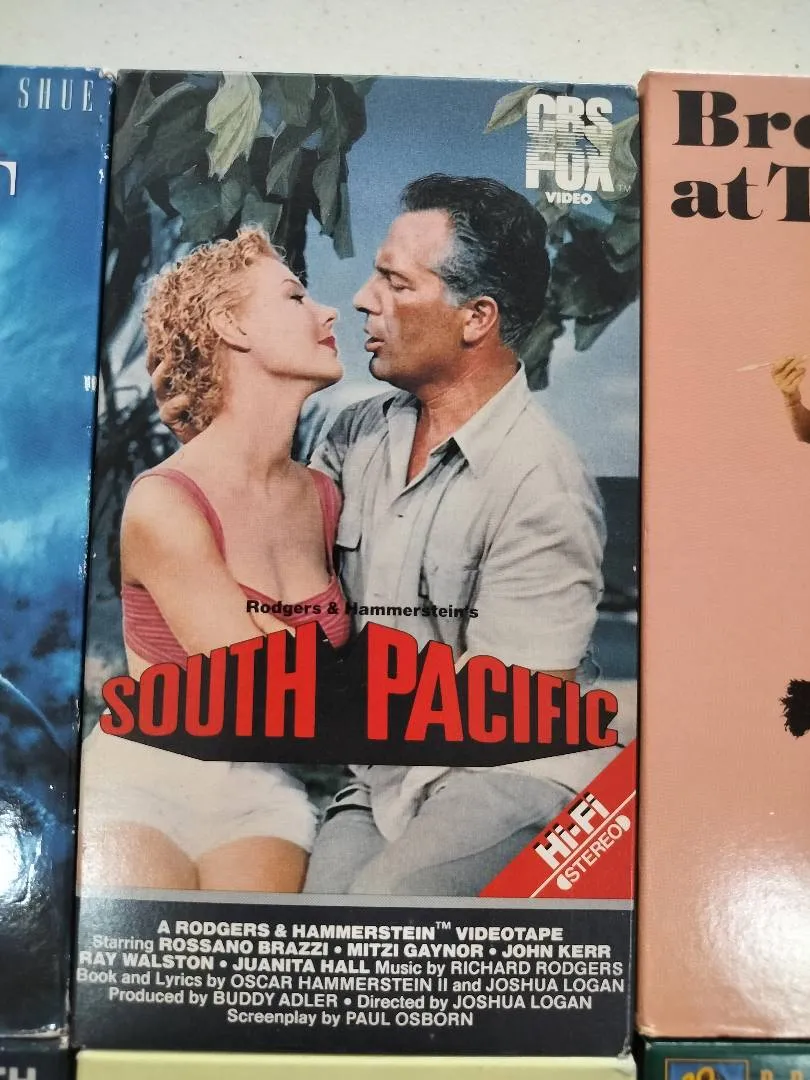 SHUE
CBS
FOX
VIDEO
Bre
at T
Rodgers & Hammerstein's
SOUTH PACIFIC
Hi-Fi
STEREO
A RODGERS & HAMMERSTEIN™ VIDEOTAPE
Starring ROSSANO BRAZZI • MITZI GAYNOR • JOHN KERR
RAY WALSTON • JUANITA HALL Music by RICHARD RODGERS
Book and Lyrics by OSCAR HAMMERSTEIN II and JOSHUA LOGAN
Produced by BUDDY ADLER • Directed by JOSHUA LOGAN
Screenplay by PAUL OSBORN